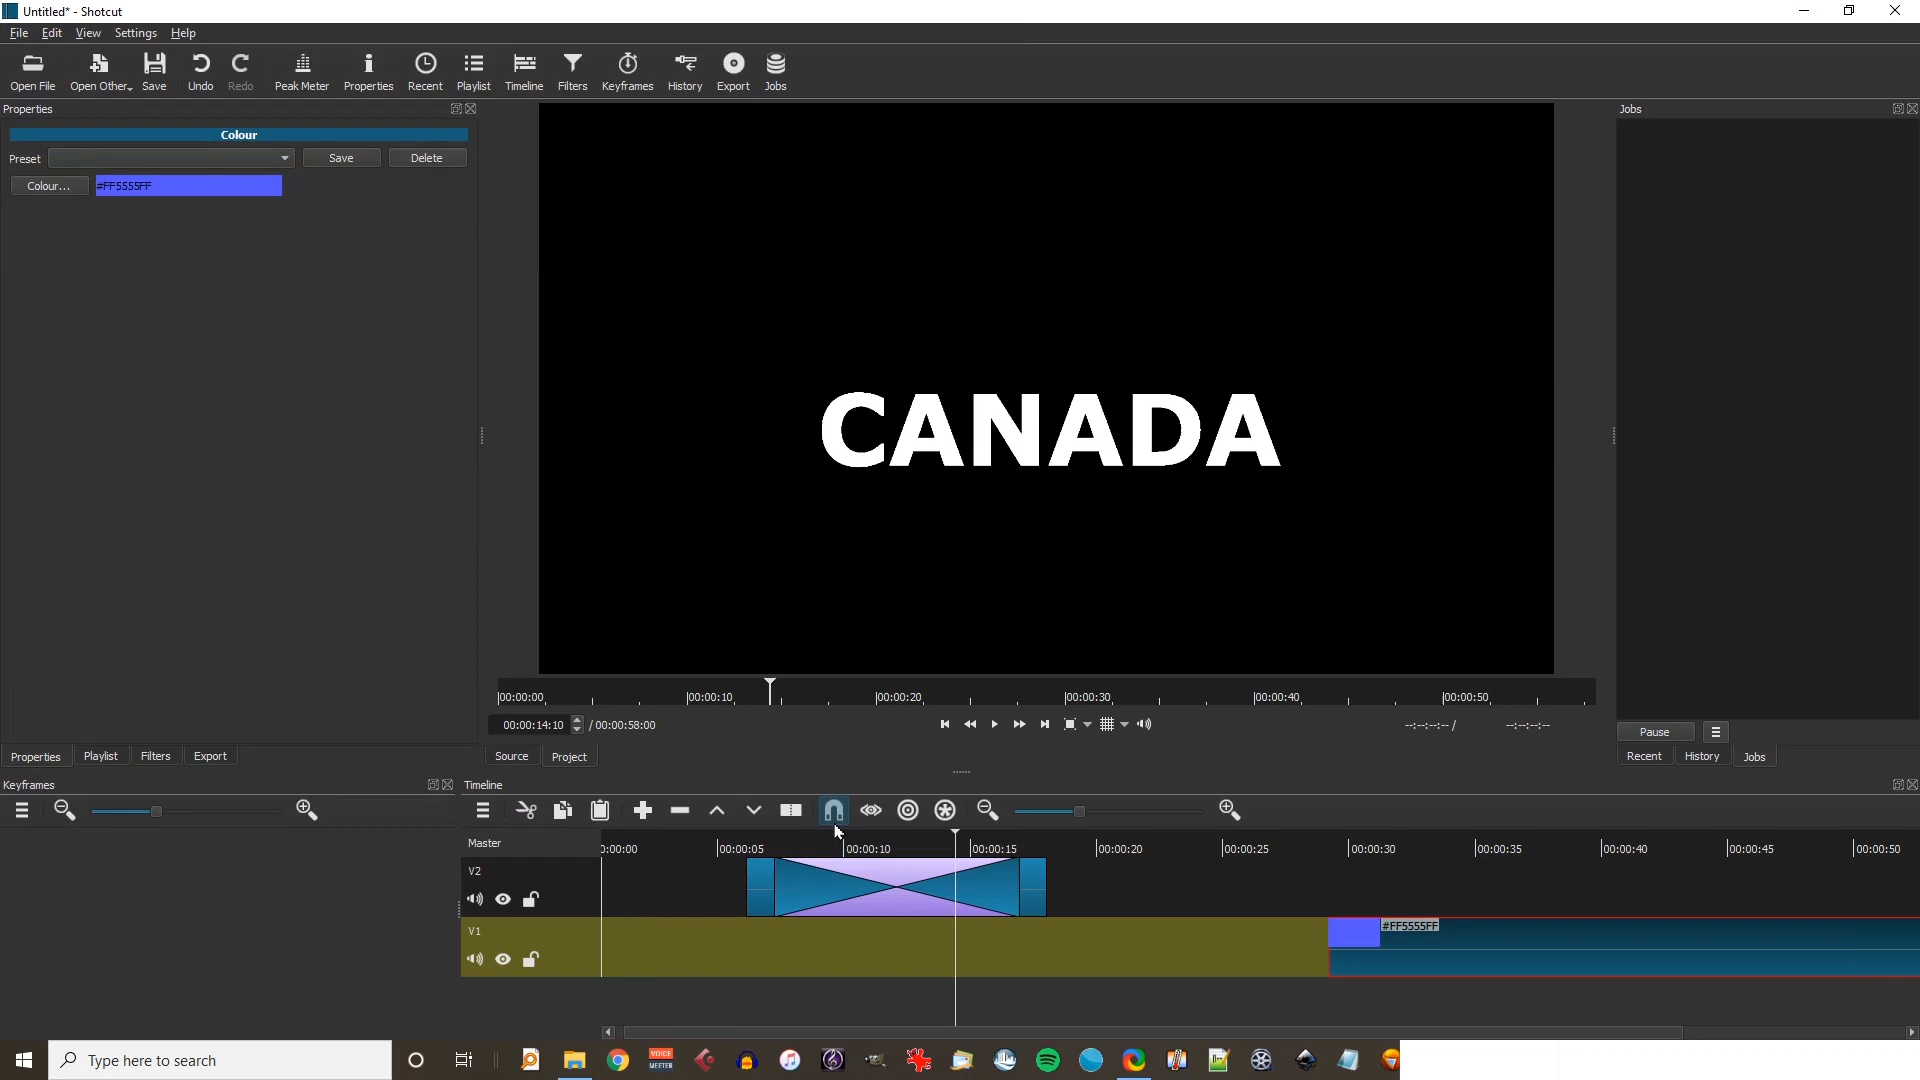 Untitled* - Shotcut
File Edit View Settings Help
Open File Open Other... Save Undo Redo Peak Meter Properties Recent Playlist Timeline Filters Keyframes History Export Jobs
Properties
Colour
Preset Save Delete
Colour... #FF5555FF
CANADA
Jobs
00:00:00 00:00:10 00:00:20 00:00:30 00:00:40 00:00:50
00:00:14:10 / 00:00:58:00 --:--:--:-- / --:--:--:--
Pause
Properties Playlist Filters Export Source Project Recent History Jobs
Keyframes Timeline
Master 0:00:00 00:00:05 00:00:10 00:00:15 00:00:20 00:00:25 00:00:30 00:00:35 00:00:40 00:00:45 00:00:50
V2
V1 #FF5555FF
Type here to search
VOICE
MEETER